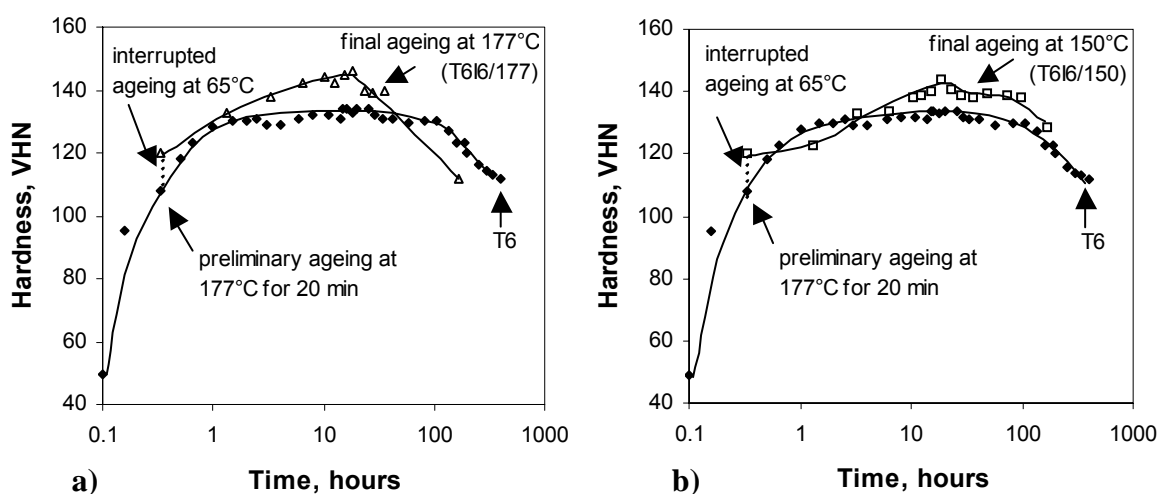 160
140
120
100
80
60
40
0.1 1 10 100 1000
Hardness, VHN
Time, hours
a)
interrupted
ageing at 65°C
final ageing at 177°C
(T6I6/177)
preliminary ageing at
177°C for 20 min
T6
160
140
120
100
80
60
40
0.1 1 10 100 1000
Hardness, VHN
Time, hours
b)
interrupted
ageing at 65°C
final ageing at 150°C
(T6I6/150)
preliminary ageing at
177°C for 20 min
T6